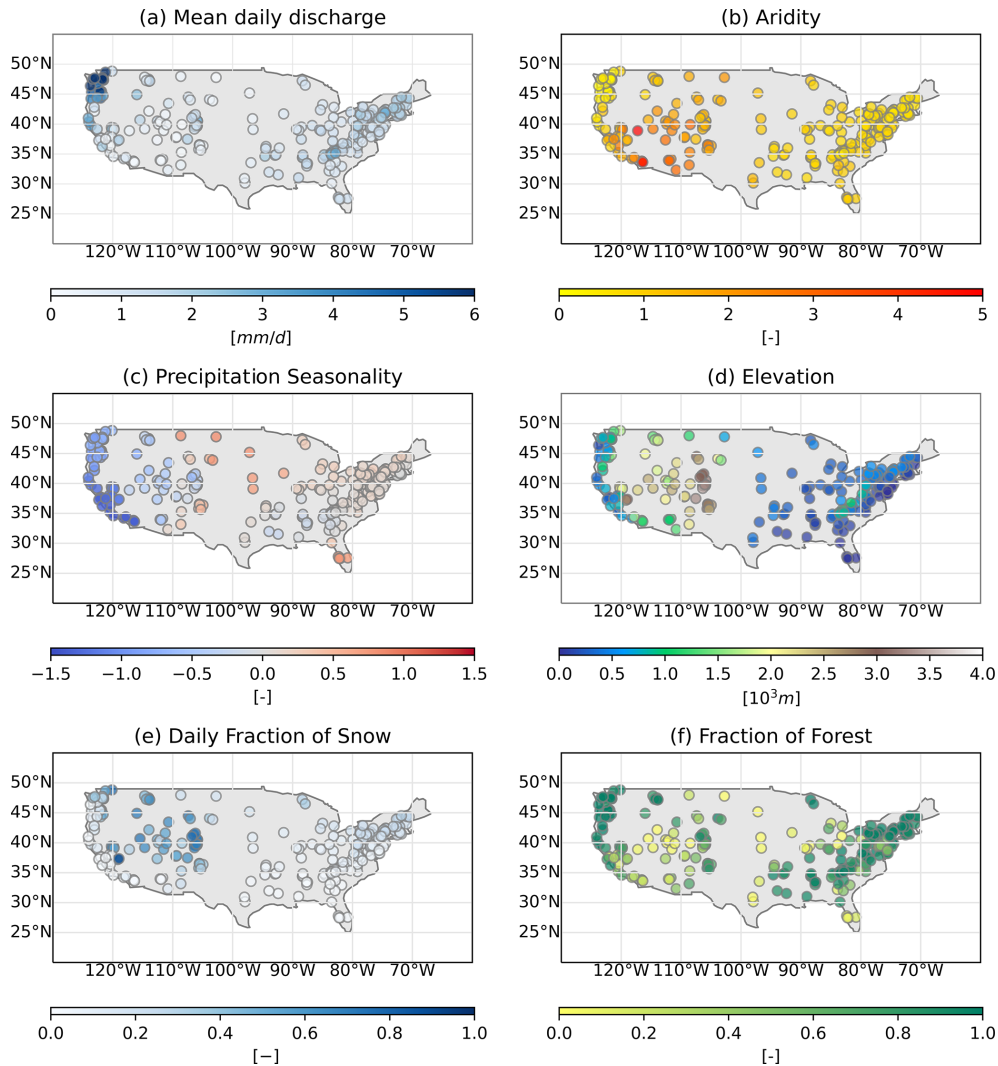 (a) Mean daily discharge
50°N
45°N
40°N
35°N
30°N
25°N
120°W 110°W 100°W 90°W 80°W 70°W
0 1 2 3 4 5 6
[mm/d]
(b) Aridity
50°N
45°N
40°N
35°N
30°N
25°N
120°W 110°W 100°W 90°W 80°W 70°W
0 1 2 3 4 5
[-]
(c) Precipitation Seasonality
50°N
45°N
40°N
35°N
30°N
25°N
120°W 110°W 100°W 90°W 80°W 70°W
−1.5 −1.0 −0.5 0.0 0.5 1.0 1.5
[-]
(d) Elevation
50°N
45°N
40°N
35°N
30°N
25°N
120°W 110°W 100°W 90°W 80°W 70°W
0.0 0.5 1.0 1.5 2.0 2.5 3.0 3.5 4.0
[10³m]
(e) Daily Fraction of Snow
50°N
45°N
40°N
35°N
30°N
25°N
120°W 110°W 100°W 90°W 80°W 70°W
0.0 0.2 0.4 0.6 0.8 1.0
[−]
(f) Fraction of Forest
50°N
45°N
40°N
35°N
30°N
25°N
120°W 110°W 100°W 90°W 80°W 70°W
0.0 0.2 0.4 0.6 0.8 1.0
[-]